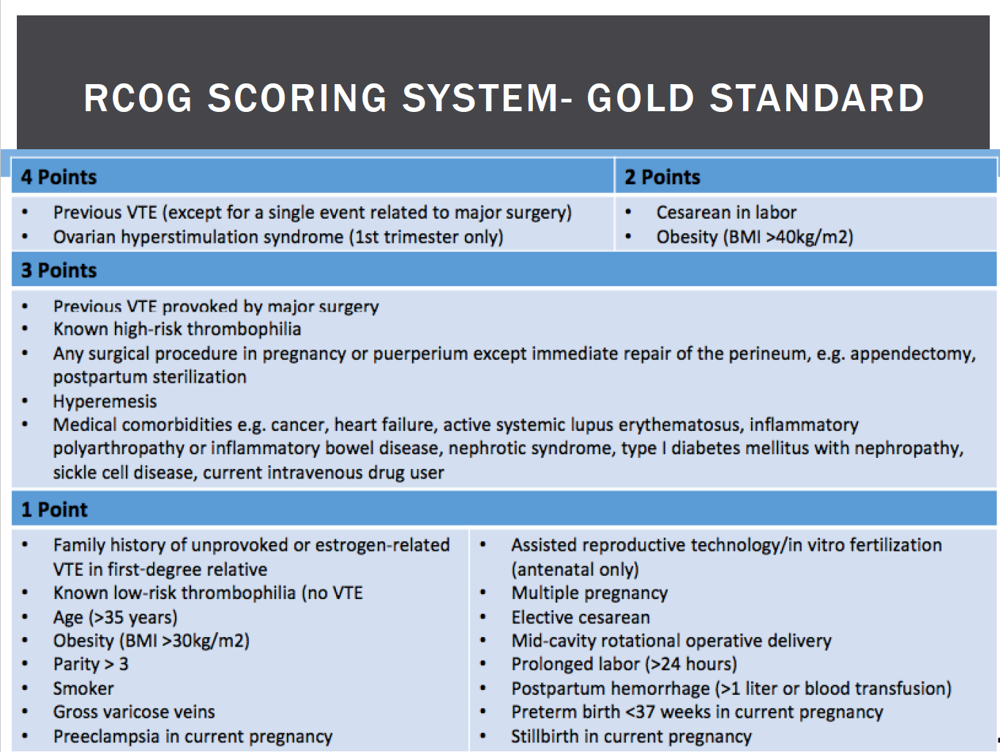 RCOG SCORING SYSTEM- GOLD STANDARD
4 Points
2 Points
• Previous VTE (except for a single event related to major surgery)
• Ovarian hyperstimulation syndrome (1st trimester only)
• Cesarean in labor
• Obesity (BMI >40kg/m2)
3 Points
• Previous VTE provoked by major surgery
• Known high-risk thrombophilia
• Any surgical procedure in pregnancy or puerperium except immediate repair of the perineum, e.g. appendectomy,
postpartum sterilization
• Hyperemesis
• Medical comorbidities e.g. cancer, heart failure, active systemic lupus erythematosus, inflammatory
polyarthropathy or inflammatory bowel disease, nephrotic syndrome, type I diabetes mellitus with nephropathy,
sickle cell disease, current intravenous drug user
1 Point
• Family history of unprovoked or estrogen-related
VTE in first-degree relative
• Known low-risk thrombophilia (no VTE
• Age (>35 years)
• Obesity (BMI >30kg/m2)
• Parity > 3
• Smoker
• Gross varicose veins
• Preeclampsia in current pregnancy
• Assisted reproductive technology/in vitro fertilization
(antenatal only)
• Multiple pregnancy
• Elective cesarean
• Mid-cavity rotational operative delivery
• Prolonged labor (>24 hours)
• Postpartum hemorrhage (>1 liter or blood transfusion)
• Preterm birth <37 weeks in current pregnancy
• Stillbirth in current pregnancy